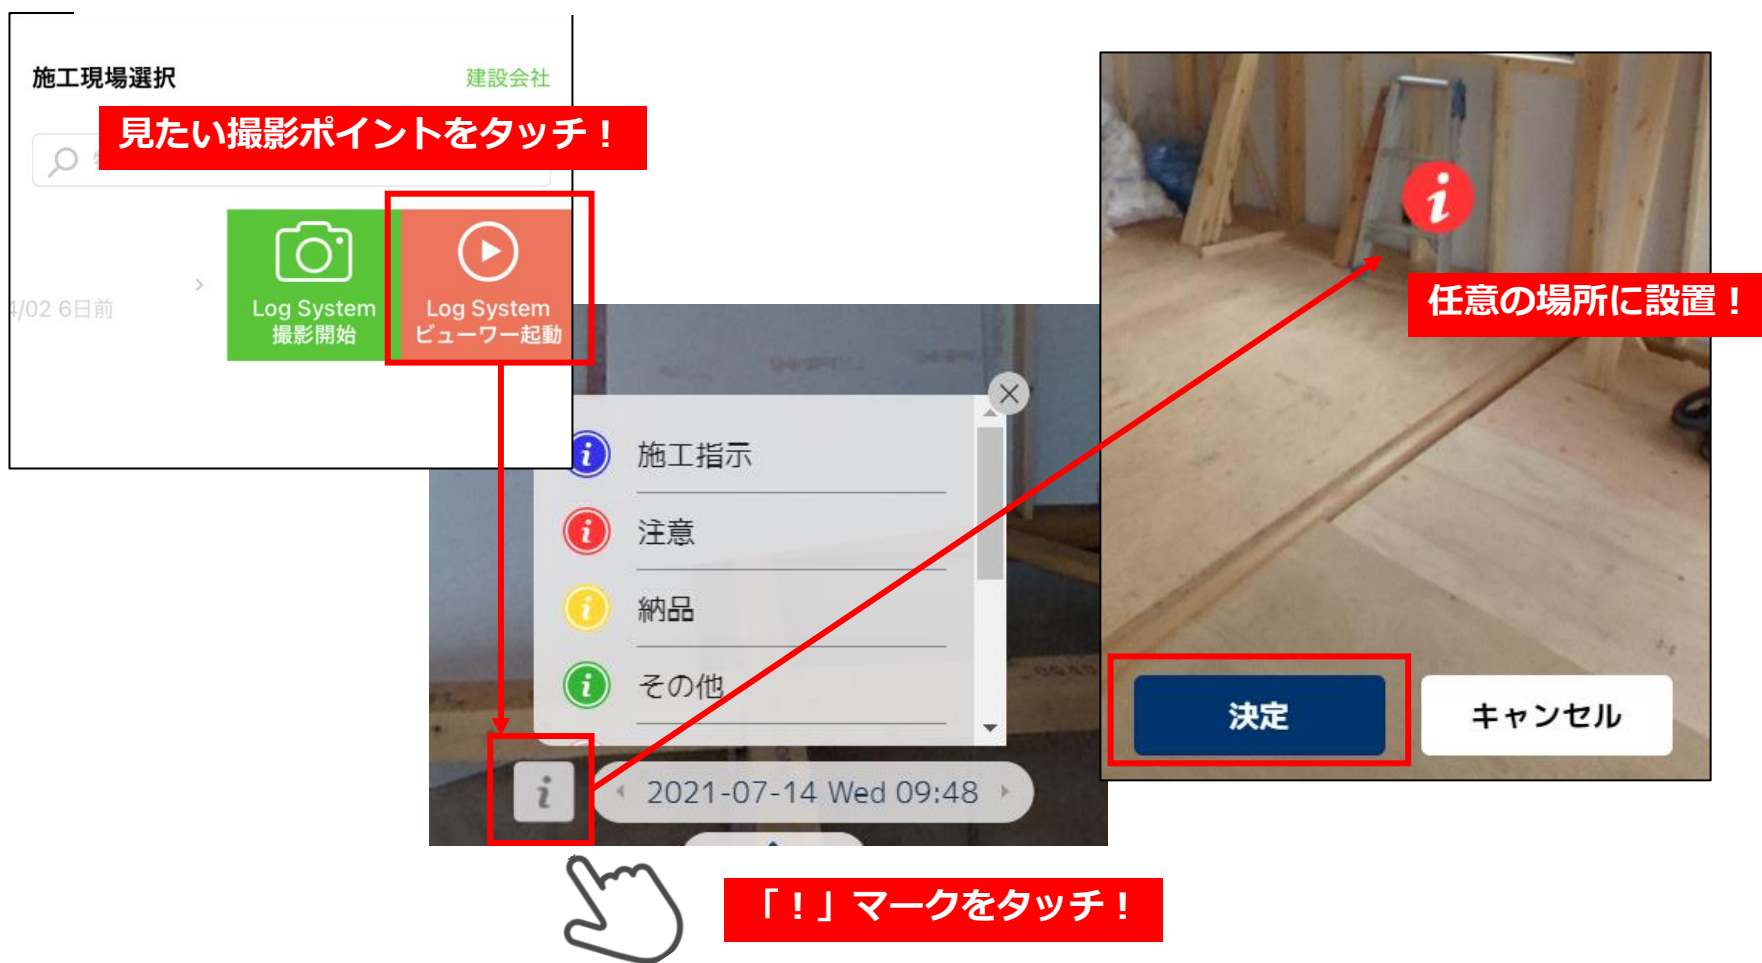 施工現場選択
建設会社
見たい撮影ポイントをタッチ！
4/02 6日前
Log System
撮影開始
Log System
ビューワー起動
施工指示
注意
納品
その他
2021-07-14 Wed 09:48
「！」マークをタッチ！
任意の場所に設置！
決定
キャンセル